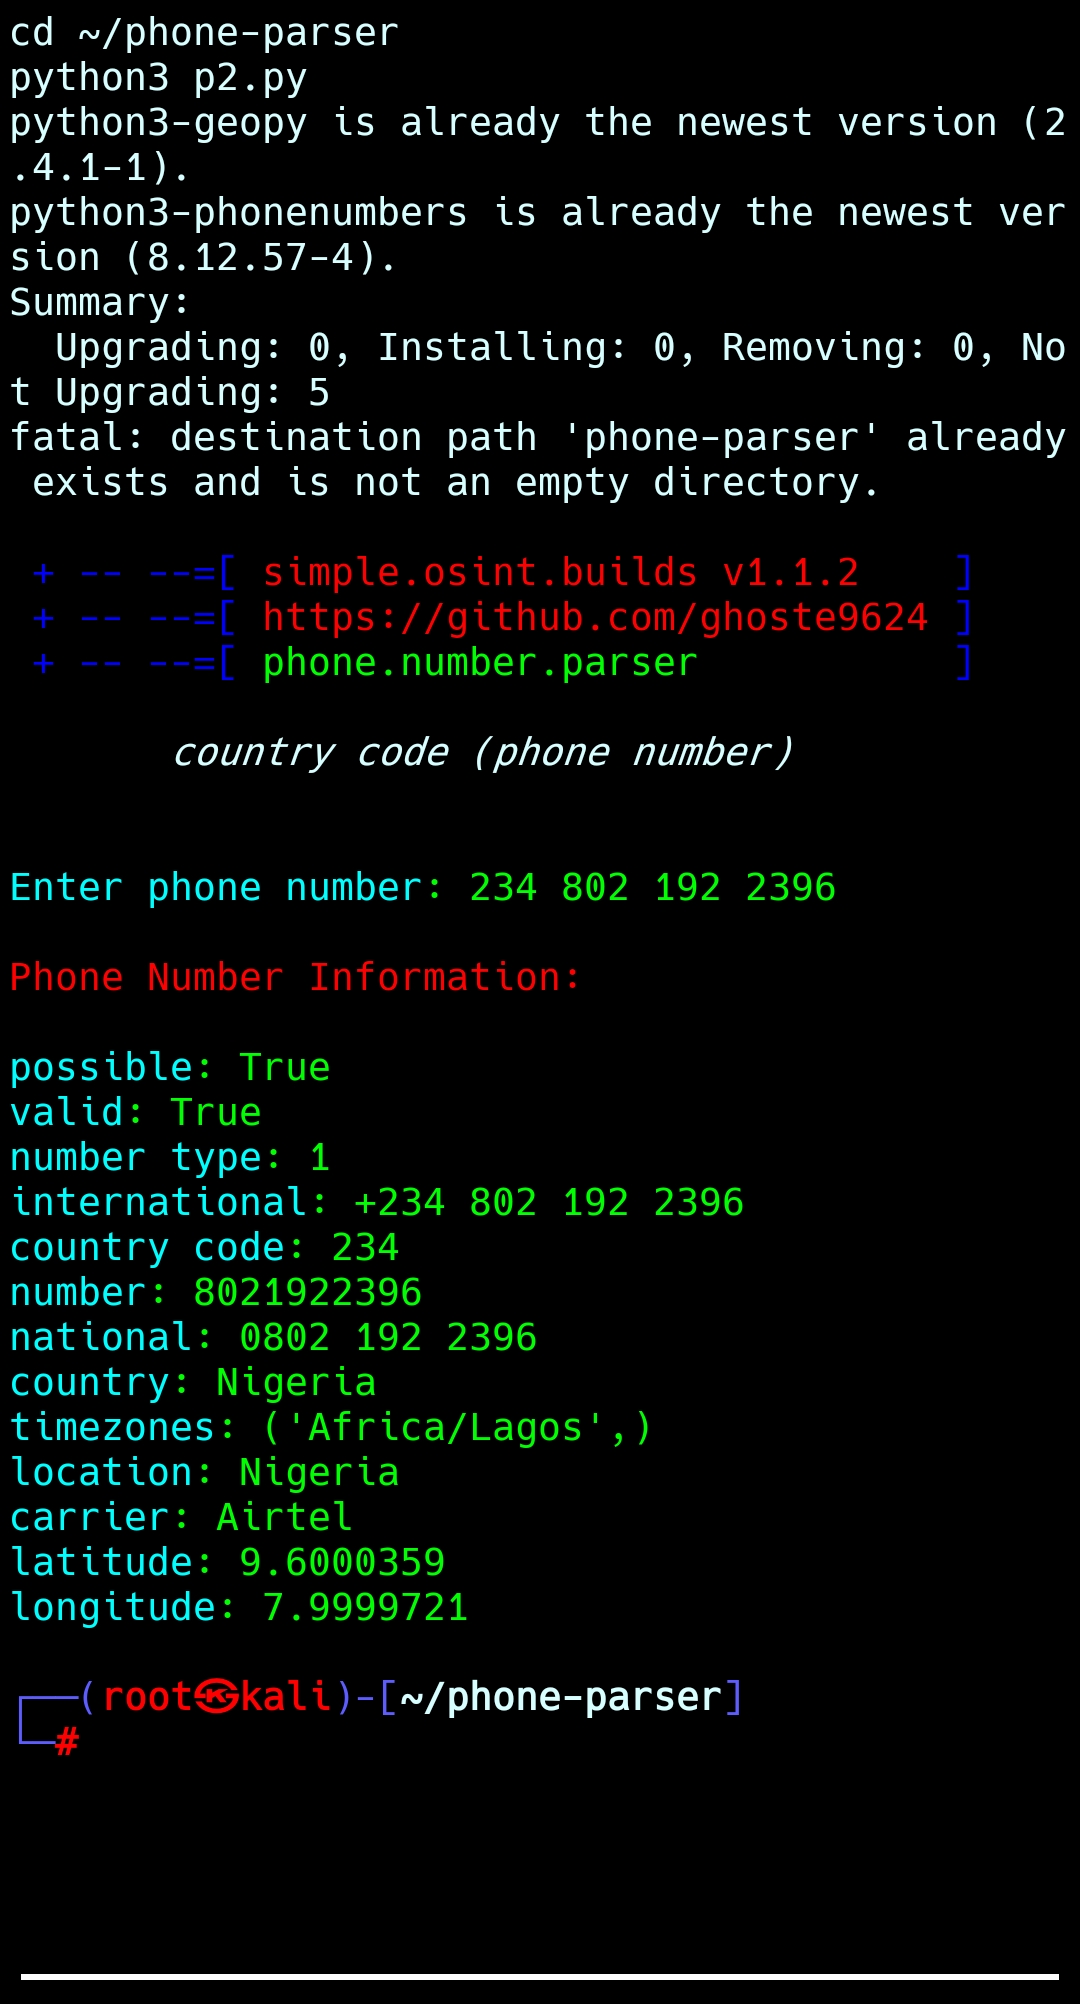 cd ~/phone-parser
python3 p2.py
python3-geopy is already the newest version (2
.4.1-1).
python3-phonenumbers is already the newest ver
sion (8.12.57-4).
Summary:
  Upgrading: 0, Installing: 0, Removing: 0, No
t Upgrading: 5
fatal: destination path 'phone-parser' already
 exists and is not an empty directory.
 + -- --=[ simple.osint.builds v1.1.2    ]
 + -- --=[ https://github.com/ghoste9624 ]
 + -- --=[ phone.number.parser           ]
country code (phone number)
Enter phone number: 234 802 192 2396
Phone Number Information:
possible: True
valid: True
number type: 1
international: +234 802 192 2396
country code: 234
number: 8021922396
national: 0802 192 2396
country: Nigeria
timezones: ('Africa/Lagos',)
location: Nigeria
carrier: Airtel
latitude: 9.6000359
longitude: 7.9999721
┌──(root㉿kali)-[~/phone-parser]
└─#